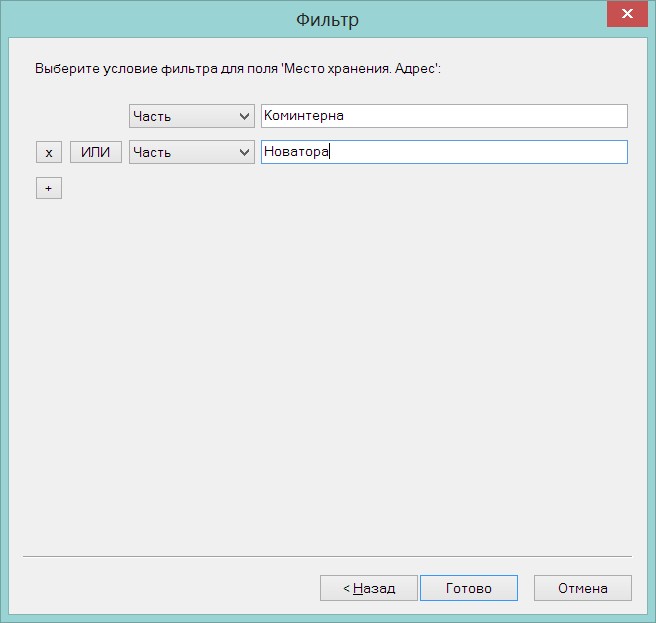 Фильтр
Выберите условие фильтра для поля 'Место хранения. Адрес':
Часть Коминтерна
x ИЛИ Часть Новатора
+
< Назад Готово Отмена